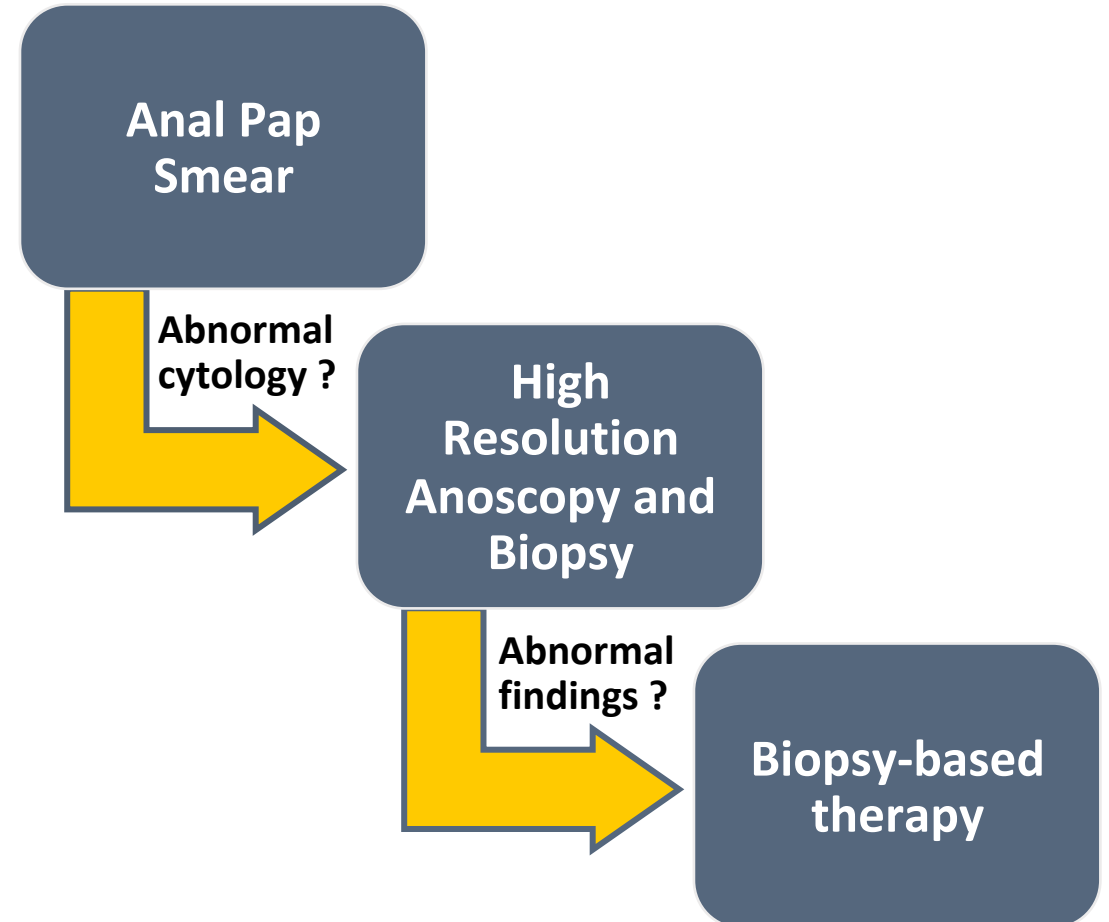 Anal Pap
Smear
Abnormal
cytology ?
High
Resolution
Anoscopy and
Biopsy
Abnormal
findings ?
Biopsy-based
therapy